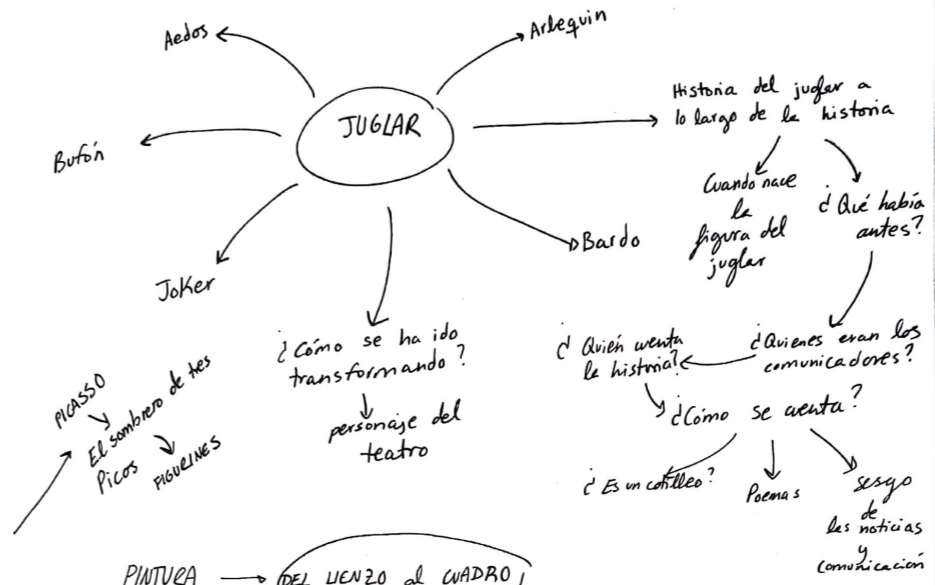 Aedos
Arlequin
JUGLAR
Historia del juglar a
lo largo de la historia
Bufón
Cuando nace
la
figura del
juglar
¿Qué había
antes?
Bardo
Joker
¿Cómo se ha ido
transformando?
personaje del
teatro
¿Quienes eran los
comunicadores?
¿Quién cuenta
la historia?
¿Cómo se cuenta?
¿Es un cotilleo?
Poemas
sesgo
de
las noticias
y
comunicación
PICASSO
El sombrero de tres
Picos
FIGURINES
PINTURA
DEL LIENZO al CUADRO